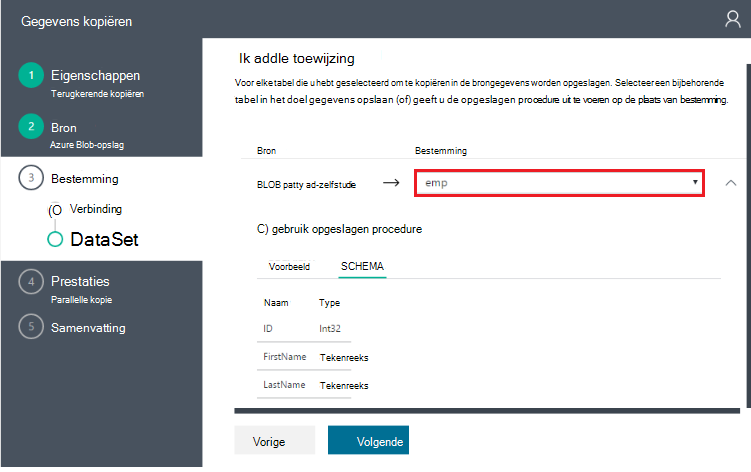 Gegevens kopiëren
1 Eigenschappen
Terugkerende kopiëren
2 Bron
Azure Blob-opslag
3 Bestemming
(O Verbinding
DataSet
4 Prestaties
Parallelle kopie
5 Samenvatting
Ik addle toewijzing
Voor elke tabel die u hebt geselecteerd om te kopiëren in de brongegevens worden opgeslagen. Selecteer een bijbehorende
tabel in het doel gegevens opslaan (of) geeft u de opgeslagen procedure uit te voeren op de plaats van bestemming.
Bron Bestemming
BLOB patty ad-zelfstudie → emp
C) gebruik opgeslagen procedure
Voorbeeld SCHEMA
Naam Type
ID Int32
FirstName Tekenreeks
LastName Tekenreeks
Vorige Volgende